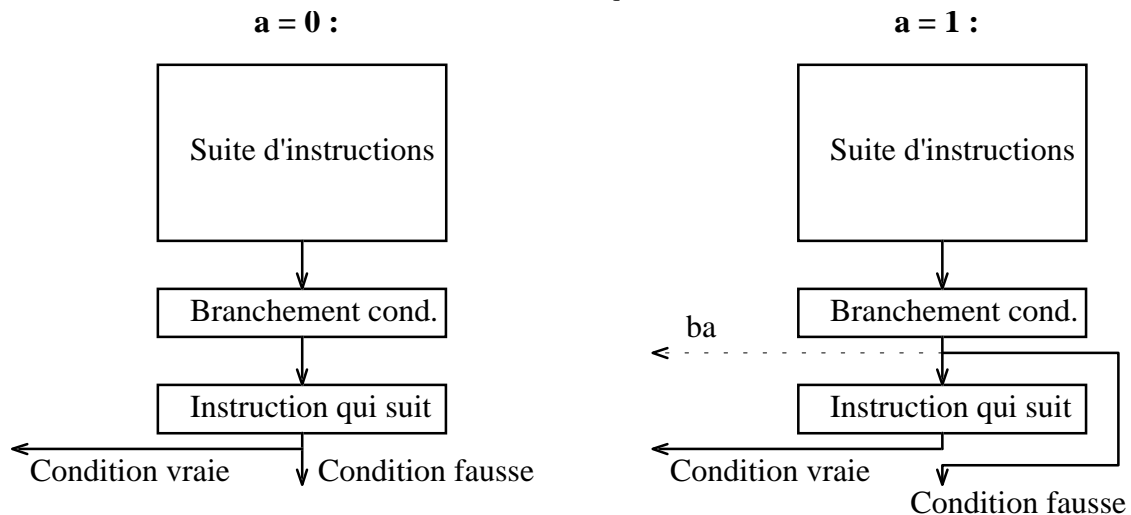 a = 0 :
a = 1 :
Suite d'instructions
Suite d'instructions
Branchement cond.
Branchement cond.
ba
Instruction qui suit
Instruction qui suit
Condition vraie
Condition fausse
Condition vraie
Condition fausse